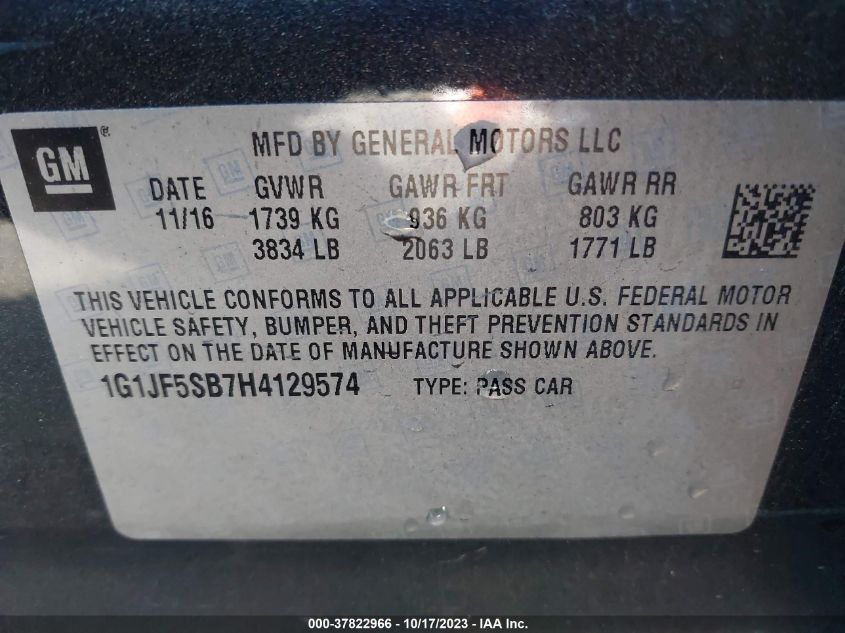 GM ®
MFD BY GENERAL MOTORS LLC
DATE GVWR GAWR FRT GAWR RR
11/16 1739 KG 936 KG 803 KG
3834 LB 2063 LB 1771 LB
THIS VEHICLE CONFORMS TO ALL APPLICABLE U.S. FEDERAL MOTOR
VEHICLE SAFETY, BUMPER, AND THEFT PREVENTION STANDARDS IN
EFFECT ON THE DATE OF MANUFACTURE SHOWN ABOVE.
1G1JF5SB7H4129574 TYPE: PASS CAR
000-37822966 - 10/17/2023 - IAA Inc.